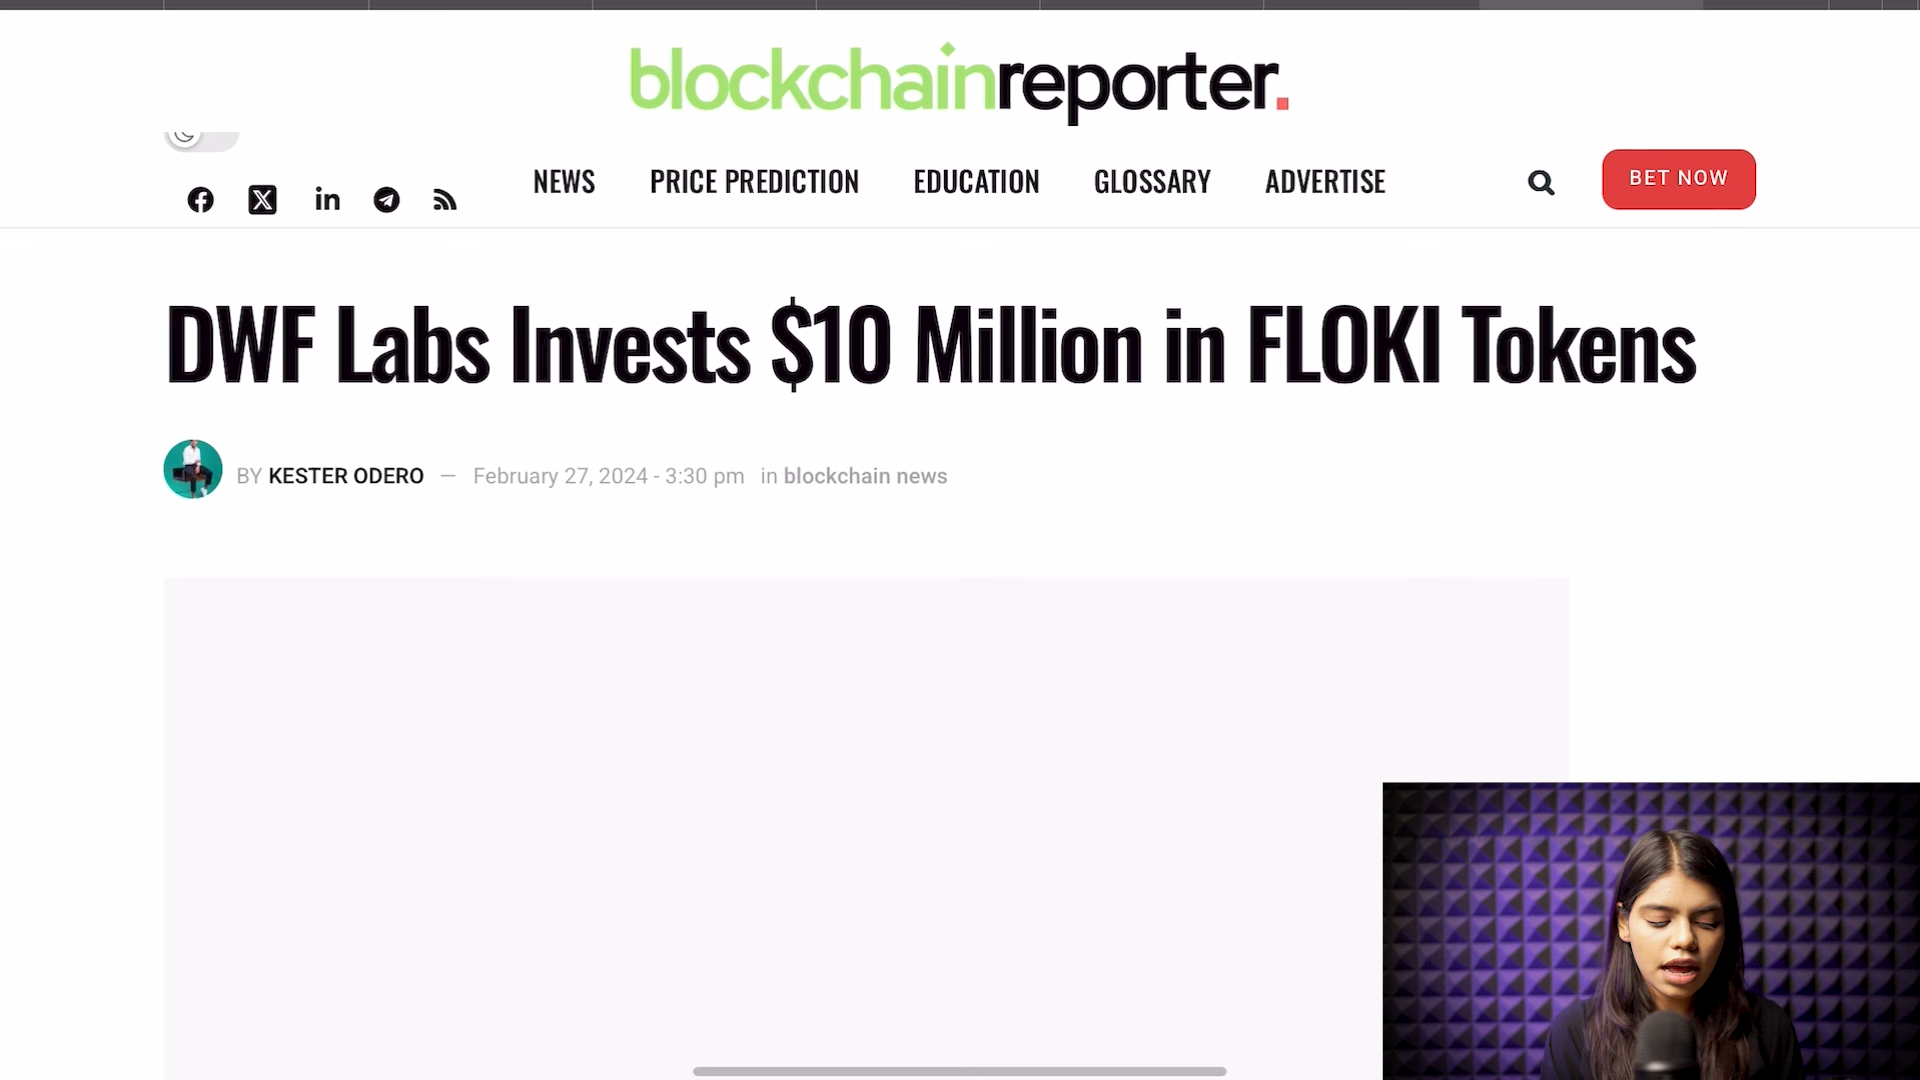 blockchainreporter.
NEWS PRICE PREDICTION EDUCATION GLOSSARY ADVERTISE BET NOW
DWF Labs Invests $10 Million in FLOKI Tokens
BY KESTER ODERO — February 27, 2024 - 3:30 pm in blockchain news